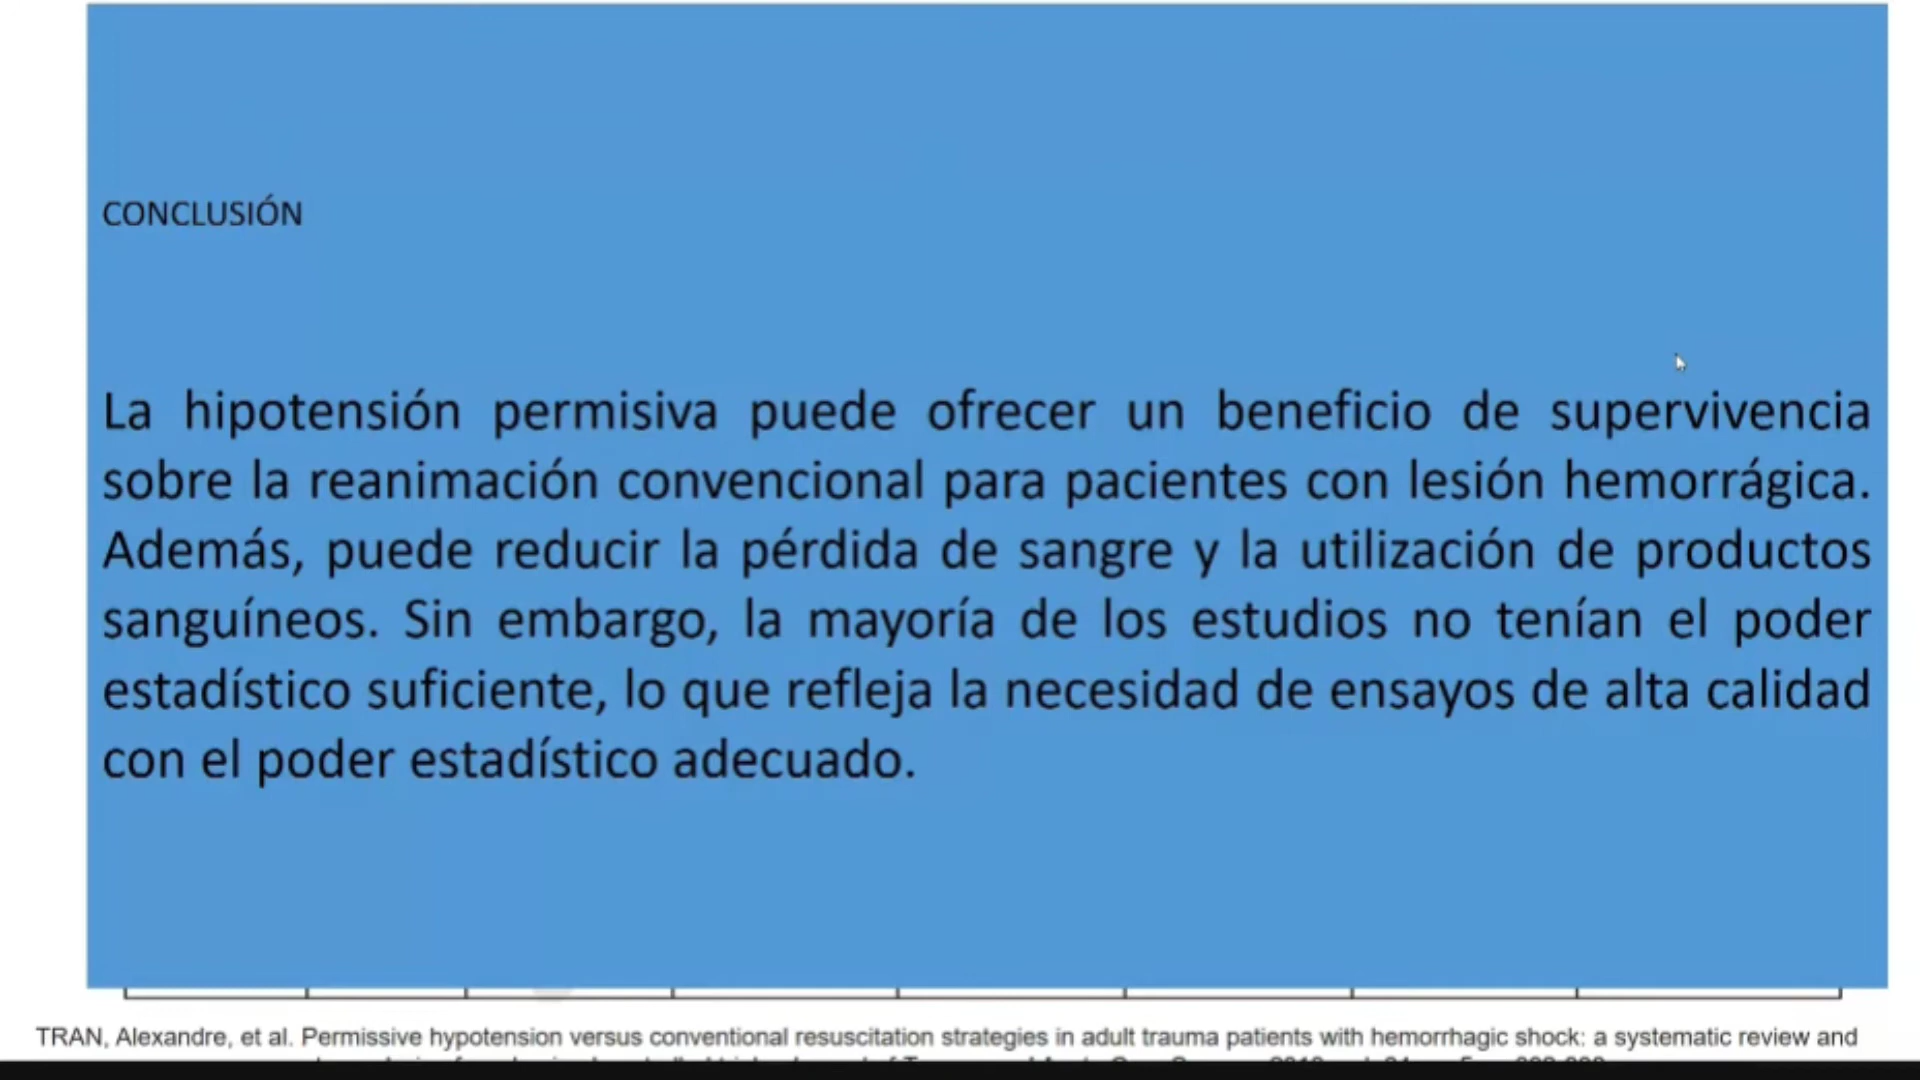 CONCLUSIÓN
La hipotensión permisiva puede ofrecer un beneficio de supervivencia
sobre la reanimación convencional para pacientes con lesión hemorrágica.
Además, puede reducir la pérdida de sangre y la utilización de productos
sanguíneos. Sin embargo, la mayoría de los estudios no tenían el poder
estadístico suficiente, lo que refleja la necesidad de ensayos de alta calidad
con el poder estadístico adecuado.
TRAN, Alexandre, et al. Permissive hypotension versus conventional resuscitation strategies in adult trauma patients with hemorrhagic shock: a systematic review and